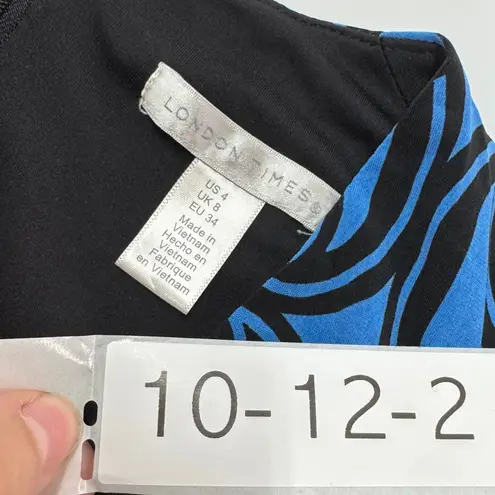 LONDON TIMES®
US 4
UK 8
EU 34
Made in
Vietnam
Hecho en
Vietnam
Fabrique
en Vietnam
10-12-2